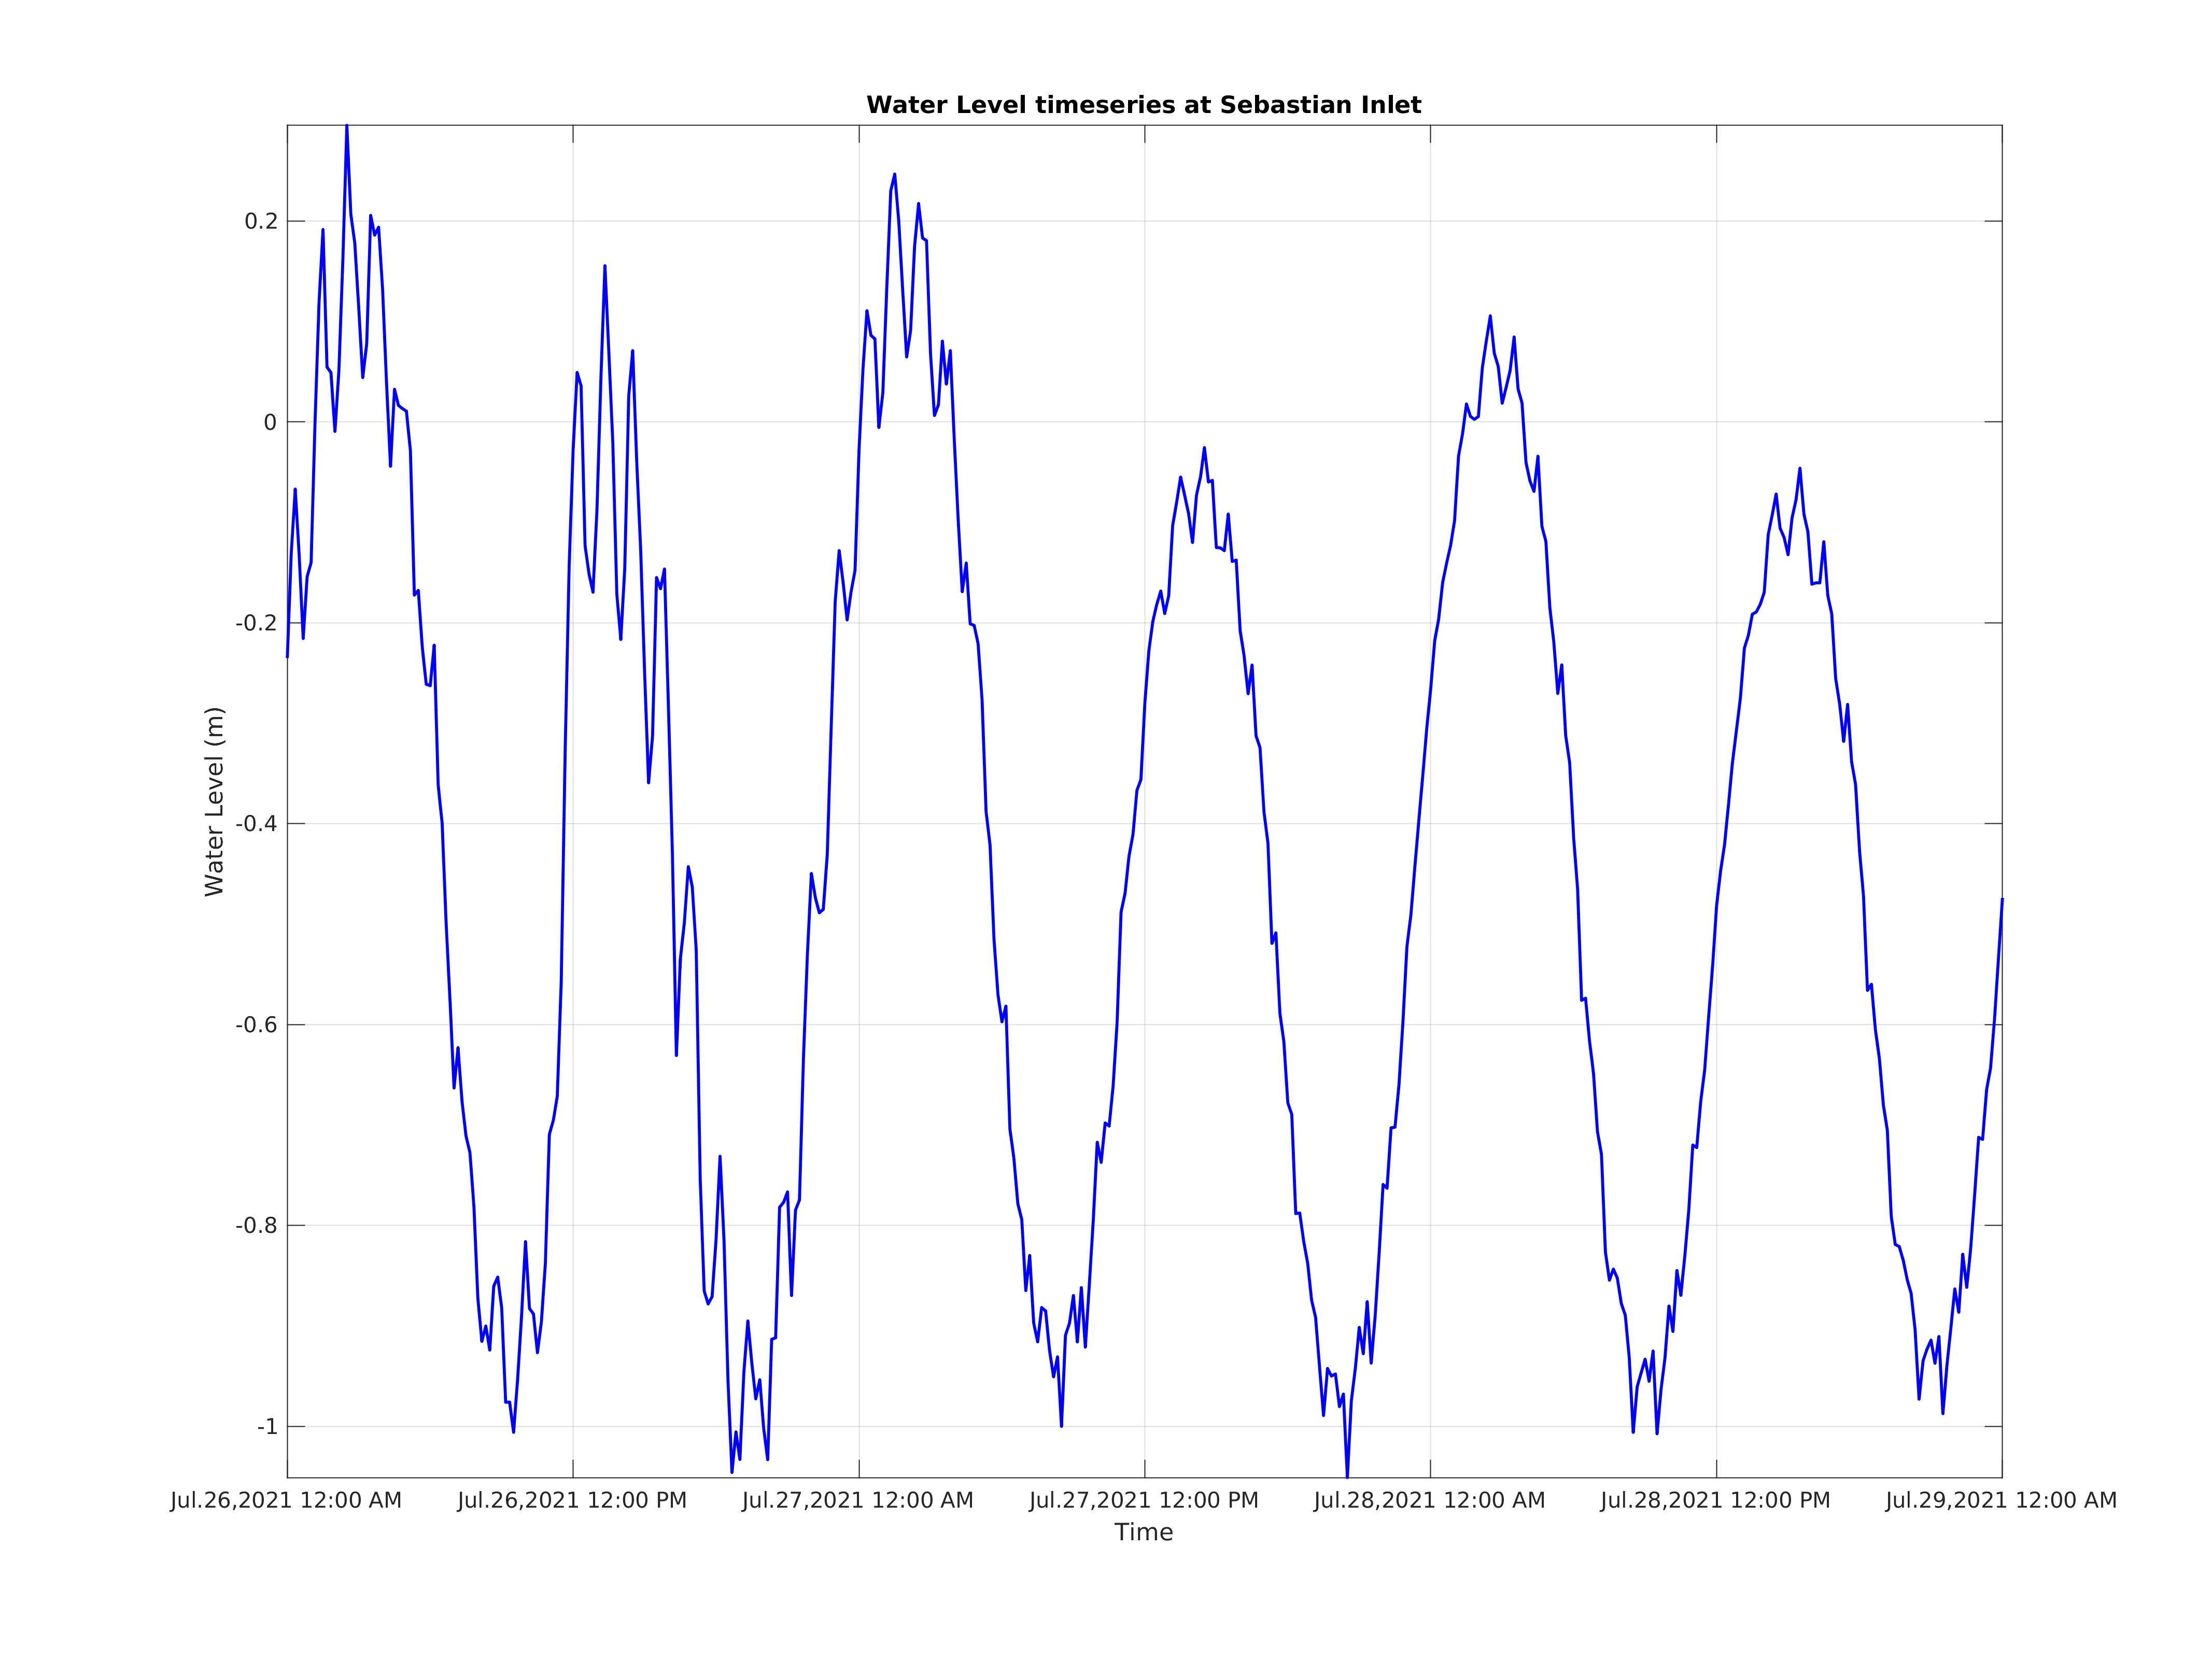 Water Level timeseries at Sebastian Inlet
0.2
0
-0.2
-0.4
-0.6
-0.8
-1
Water Level (m)
Jul.26,2021 12:00 AM
Jul.26,2021 12:00 PM
Jul.27,2021 12:00 AM
Jul.27,2021 12:00 PM
Jul.28,2021 12:00 AM
Jul.28,2021 12:00 PM
Jul.29,2021 12:00 AM
Time